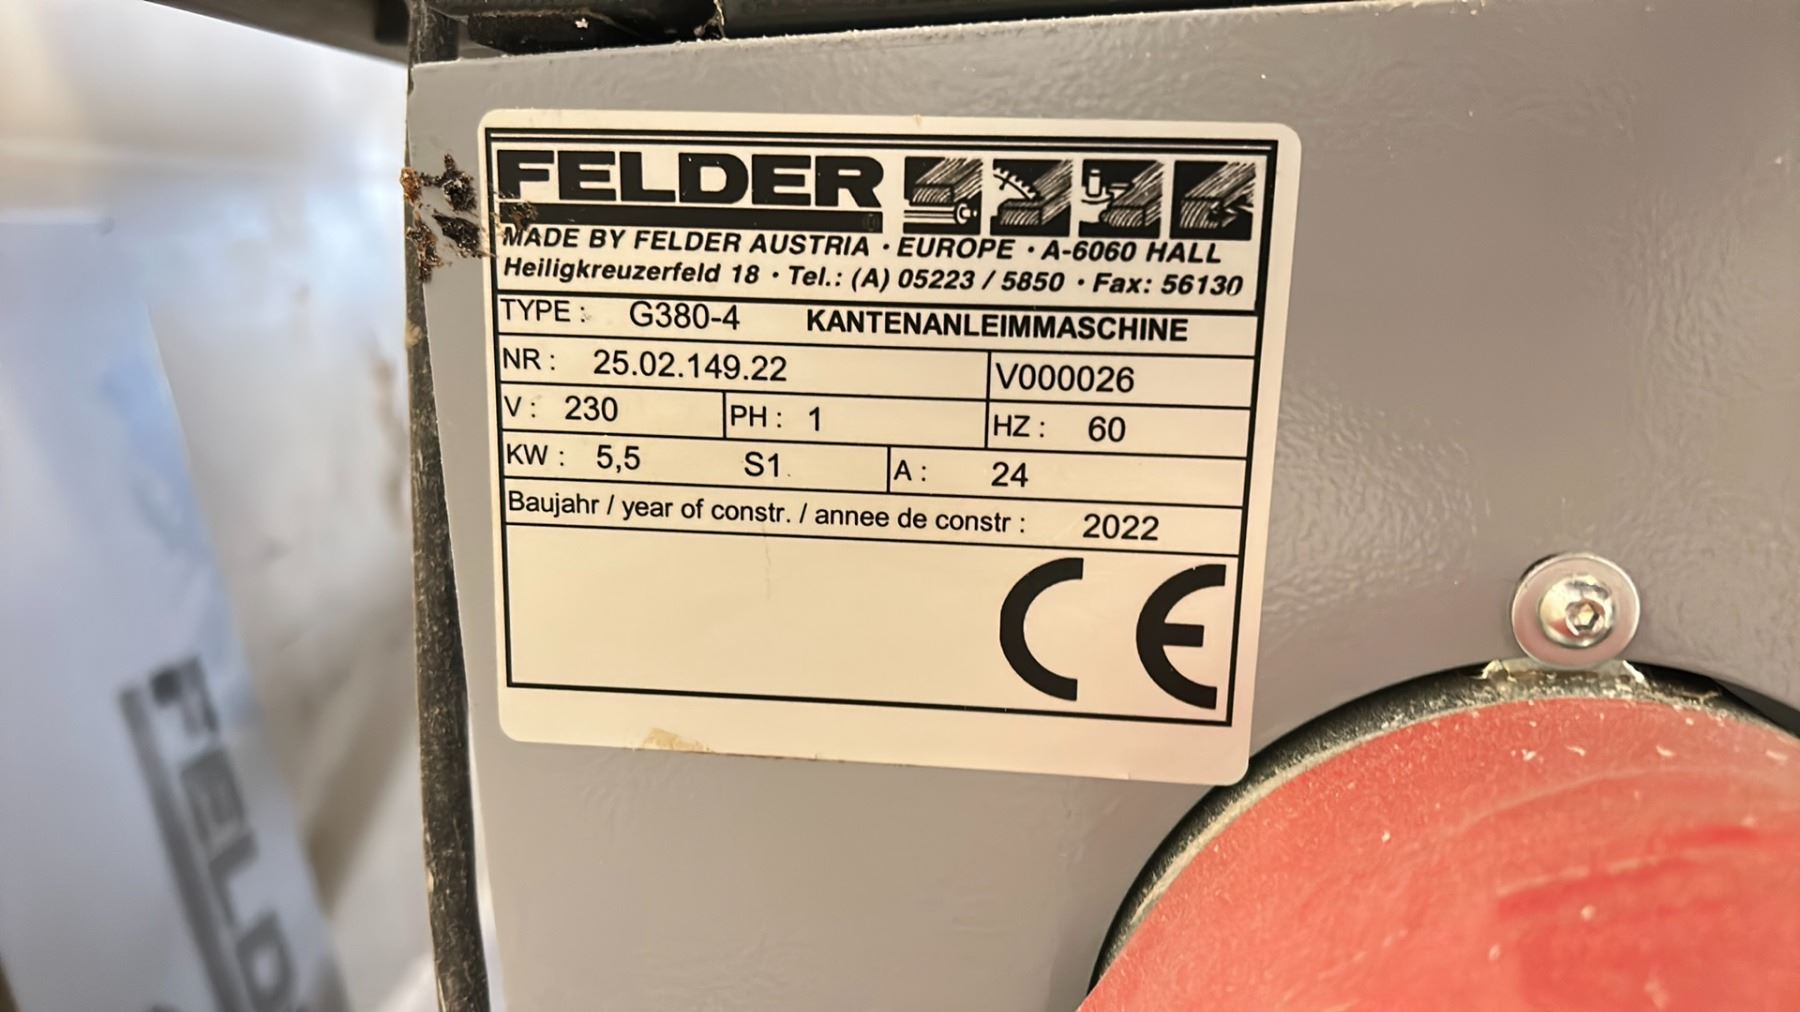 FELDER
MADE BY FELDER AUSTRIA · EUROPE · A-6060 HALL
Heiligkreuzerfeld 18 · Tel.: (A) 05223 / 5850 · Fax: 56130
TYPE : G380-4 KANTENANLEIMMASCHINE
NR : 25.02.149.22 V000026
V : 230 PH : 1 HZ : 60
KW : 5,5 S1 A : 24
Baujahr / year of constr. / annee de constr : 2022
CE
FELD